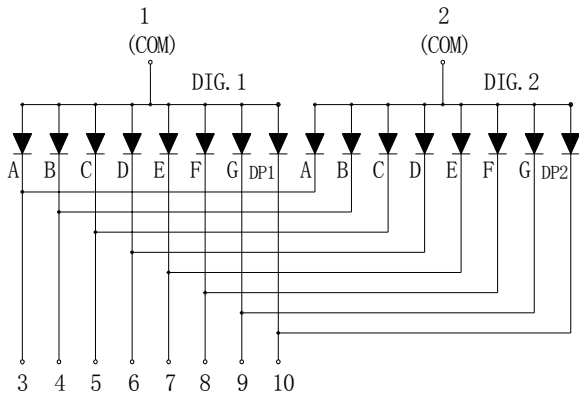 1 2
(COM) (COM)
DIG.1 DIG.2
A B C D E F G DP1 A B C D E F G DP2
3 4 5 6 7 8 9 10